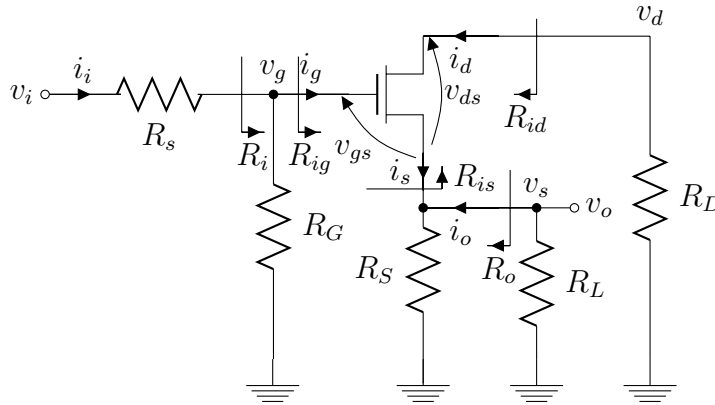 v_d
v_i i_i v_g i_g i_d v_ds
R_s R_i R_ig v_gs R_id
i_s R_is v_s
R_G R_S i_o R_o R_L v_o R_D